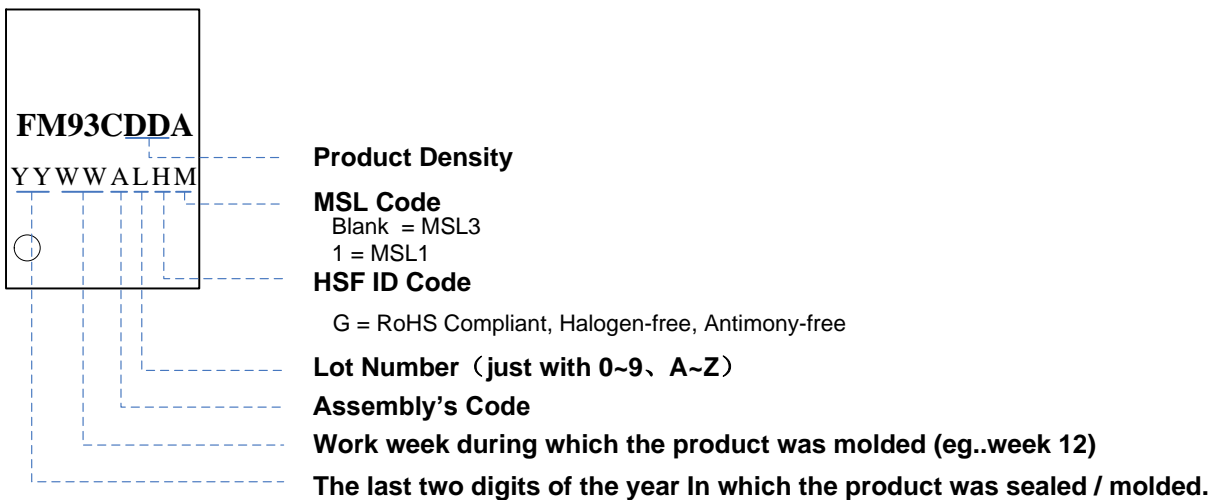 FM93CDDA
YYWWALHM
Product Density
MSL Code
Blank = MSL3
1 = MSL1
HSF ID Code
G = RoHS Compliant, Halogen-free, Antimony-free
Lot Number（just with 0~9、A~Z）
Assembly's Code
Work week during which the product was molded (eg..week 12)
The last two digits of the year In which the product was sealed / molded.